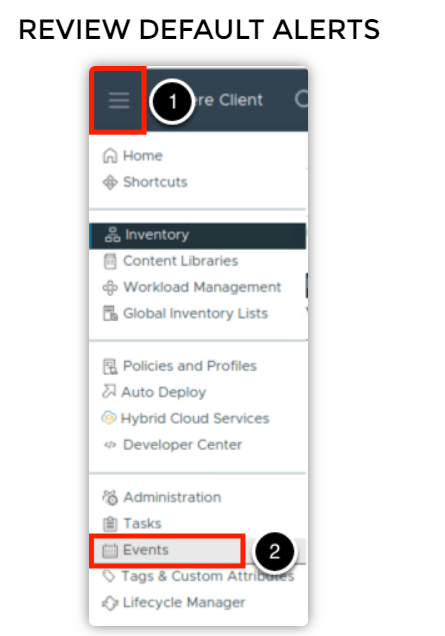 REVIEW DEFAULT ALERTS
1
re Client
Home
Shortcuts
Inventory
Content Libraries
Workload Management
Global Inventory Lists
Policies and Profiles
Auto Deploy
Hybrid Cloud Services
Developer Center
Administration
Tasks
Events
2
Tags & Custom Attributes
Lifecycle Manager